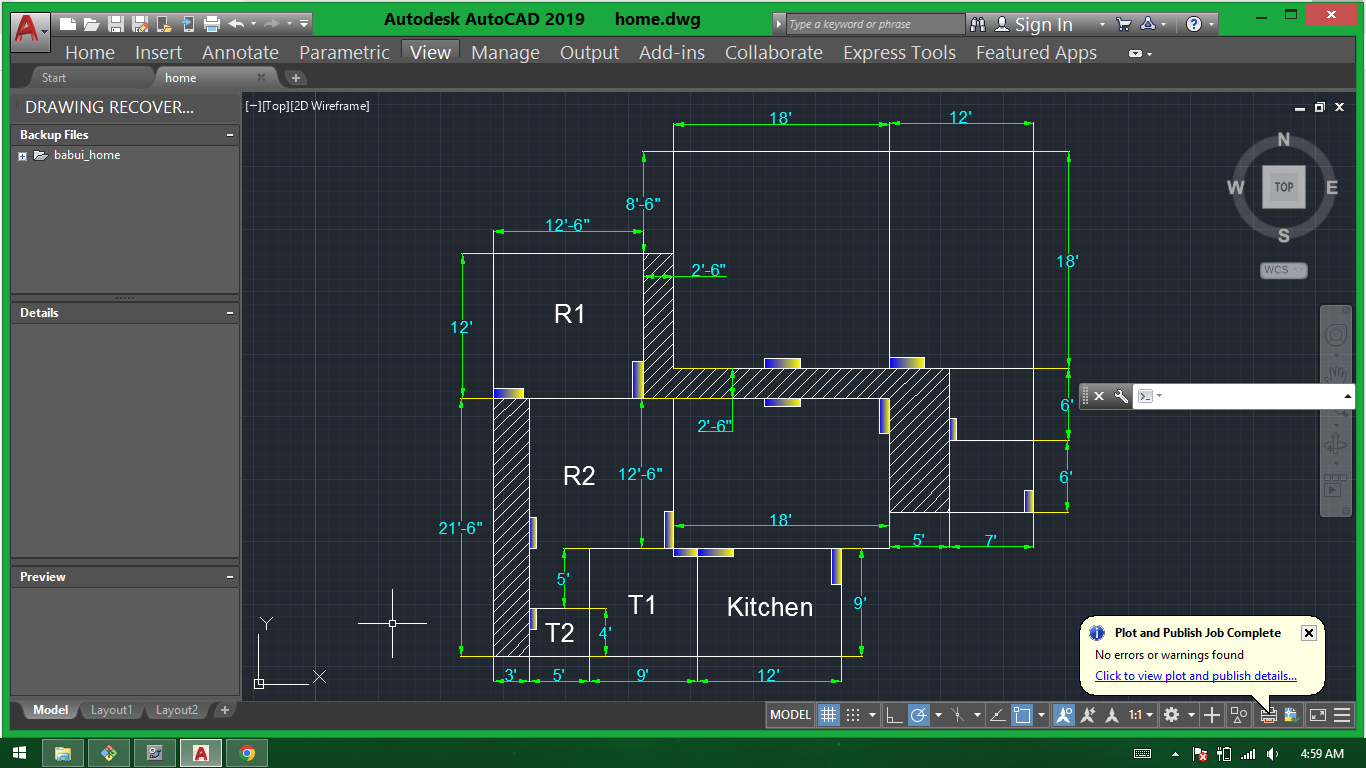 Autodesk AutoCAD 2019 home.dwg
Type a keyword or phrase
Sign In
Home Insert Annotate Parametric View Manage Output Add-ins Collaborate Express Tools Featured Apps
Start home
DRAWING RECOVER...
Backup Files
babui_home
Details
Preview
[−][Top][2D Wireframe]
N
W TOP E
S
WCS
18' 12'
8'-6"
12'-6"
2'-6"
18'
R1
12'
6'
2'-6"
R2
12'-6"
6'
21'-6"
18'
5' 7'
5'
T1
Kitchen
9'
T2
4'
3' 5' 9' 12'
Y
X
Plot and Publish Job Complete
No errors or warnings found
Click to view plot and publish details...
Model Layout1 Layout2
MODEL
1:1
4:59 AM